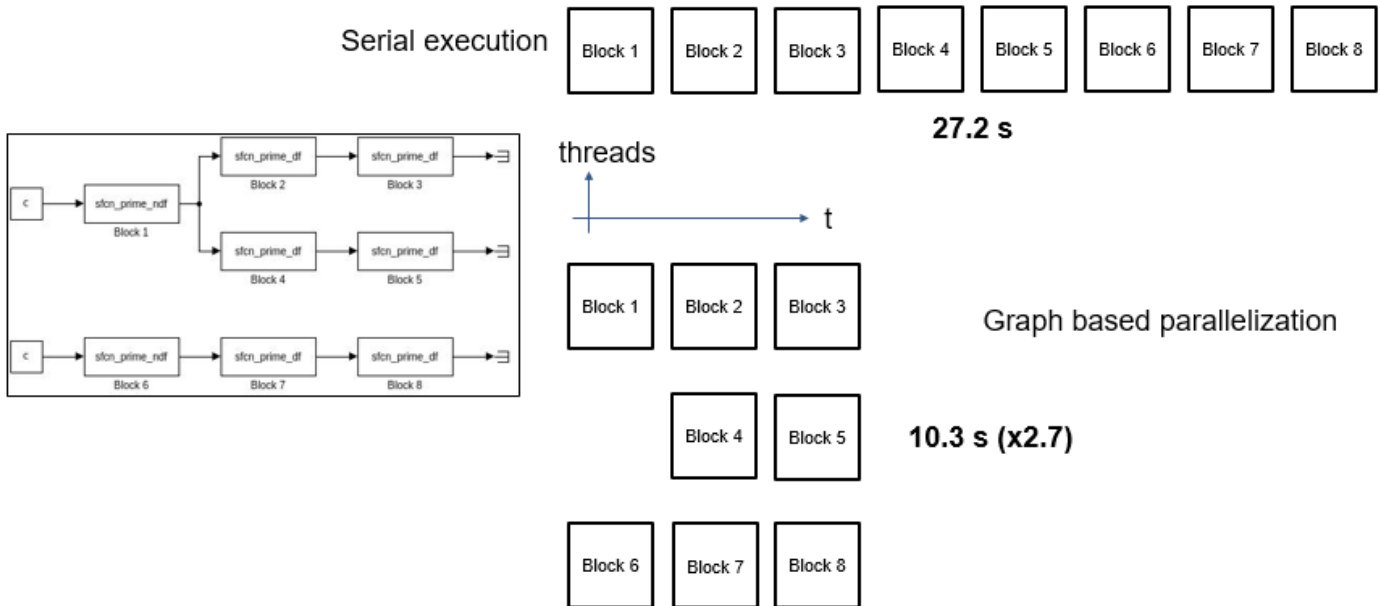 Serial execution
Block 1
Block 2
Block 3
Block 4
Block 5
Block 6
Block 7
Block 8
27.2 s
c
sfcn_prime_ndf
Block 1
sfcn_prime_df
Block 2
sfcn_prime_df
Block 3
sfcn_prime_df
Block 4
sfcn_prime_df
Block 5
c
sfcn_prime_ndf
Block 6
sfcn_prime_df
Block 7
sfcn_prime_df
Block 8
threads
t
Block 1
Block 2
Block 3
Graph based parallelization
Block 4
Block 5
10.3 s (x2.7)
Block 6
Block 7
Block 8